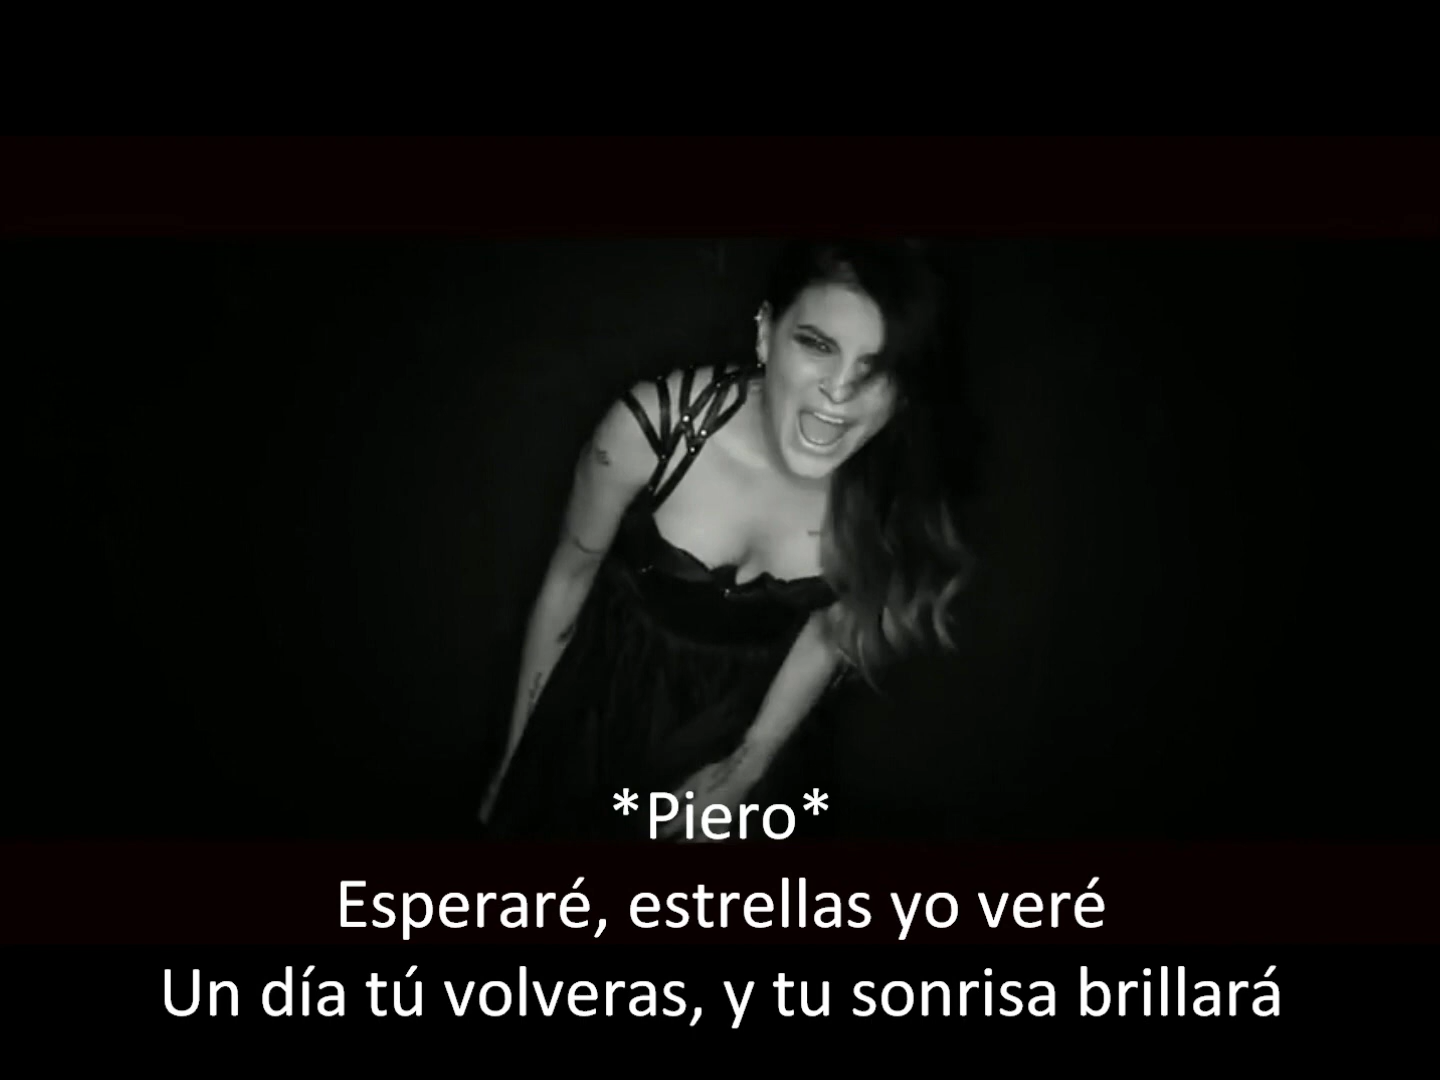 *Piero*
Esperaré, estrellas yo veré
Un día tú volveras, y tu sonrisa brillará